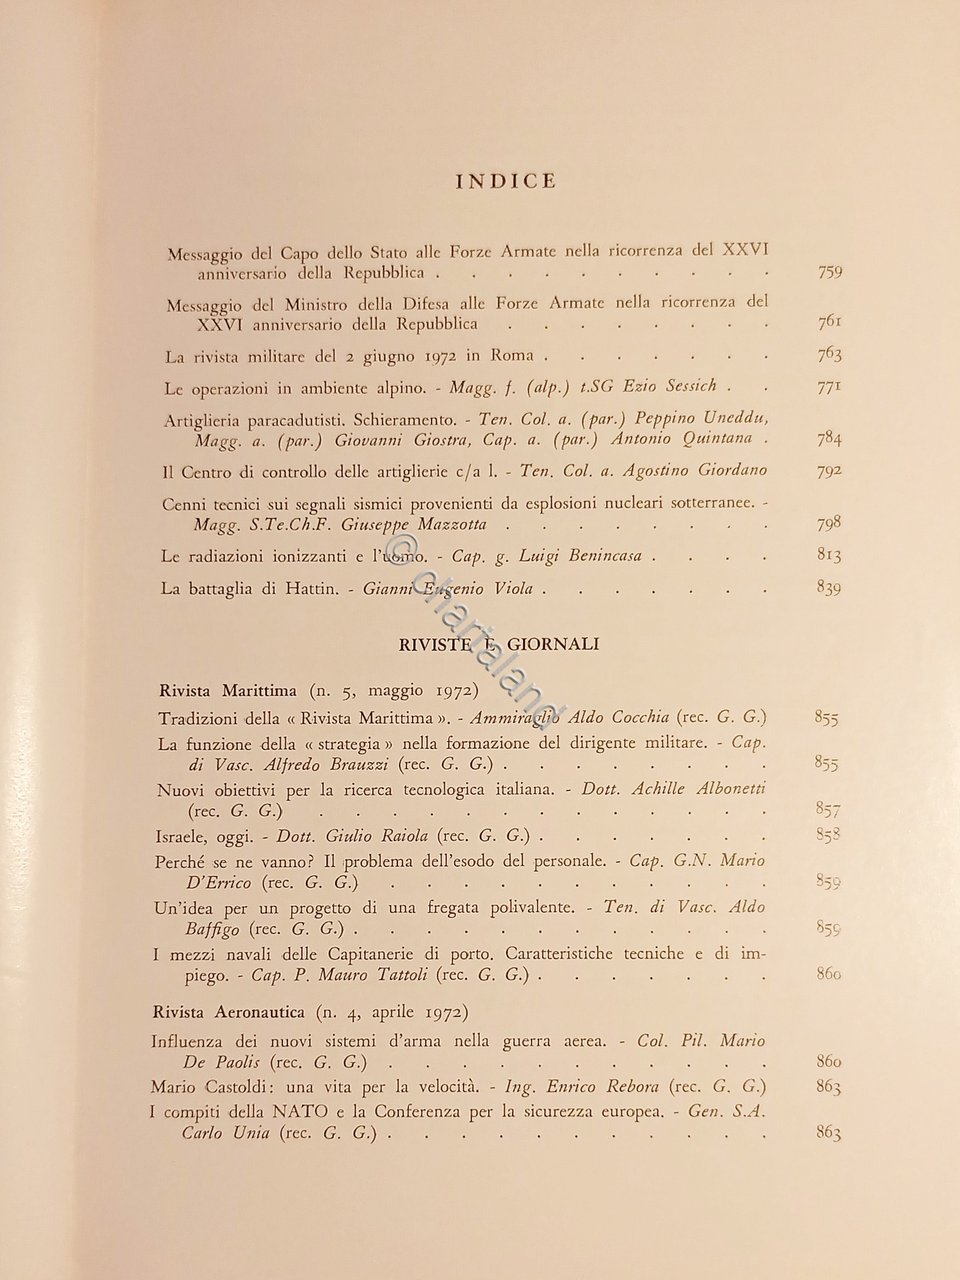 INDICE
Messaggio del Capo dello Stato alle Forze Armate nella ricorrenza del XXVI
anniversario della Repubblica . . . . . . . . . . 759
Messaggio del Ministro della Difesa alle Forze Armate nella ricorrenza del
XXVI anniversario della Repubblica . . . . . . . . 761
La rivista militare del 2 giugno 1972 in Roma . . . . . . . 763
Le operazioni in ambiente alpino. - Magg. f. (alp.) t.SG Ezio Sessich . . 771
Artiglieria paracadutisti. Schieramento. - Ten. Col. a. (par.) Peppino Uneddu,
Magg. a. (par.) Giovanni Giostra, Cap. a. (par.) Antonio Quintana . 784
Il Centro di controllo delle artiglierie c/a l. - Ten. Col. a. Agostino Giordano 792
Cenni tecnici sui segnali sismici provenienti da esplosioni nucleari sotterranee. -
Magg. S.Te.Ch.F. Giuseppe Mazzotta . . . . . . . . 798
Le radiazioni ionizzanti e l'uomo. - Cap. g. Luigi Benincasa . . . . 813
La battaglia di Hattin. - Gianni Eugenio Viola . . . . . . . 839
RIVISTE E GIORNALI
Rivista Marittima (n. 5, maggio 1972)
Tradizioni della « Rivista Marittima ». - Ammiraglio Aldo Cocchia (rec. G. G.) 855
La funzione della « strategia » nella formazione del dirigente militare. - Cap.
di Vasc. Alfredo Brauzzi (rec. G. G.) . . . . . . . . 855
Nuovi obiettivi per la ricerca tecnologica italiana. - Dott. Achille Albonetti
(rec. G. G.) . . . . . . . . . . . . . 857
Israele, oggi. - Dott. Giulio Raiola (rec. G. G.) . . . . . . . 858
Perché se ne vanno? Il problema dell'esodo del personale. - Cap. G.N. Mario
D'Errico (rec. G. G.) . . . . . . . . . . . 859
Un'idea per un progetto di una fregata polivalente. - Ten. di Vasc. Aldo
Baffigo (rec. G. G.) . . . . . . . . . . . . 859
I mezzi navali delle Capitanerie di porto. Caratteristiche tecniche e di im-
piego. - Cap. P. Mauro Tattoli (rec. G. G.) . . . . . . . 860
Rivista Aeronautica (n. 4, aprile 1972)
Influenza dei nuovi sistemi d'arma nella guerra aerea. - Col. Pil. Mario
De Paolis (rec. G. G.) . . . . . . . . . . . 860
Mario Castoldi: una vita per la velocità. - Ing. Enrico Rebora (rec. G. G.) 863
I compiti della NATO e la Conferenza per la sicurezza europea. - Gen. S.A.
Carlo Unia (rec. G. G.) . . . . . . . . . . . 863
© chartaland